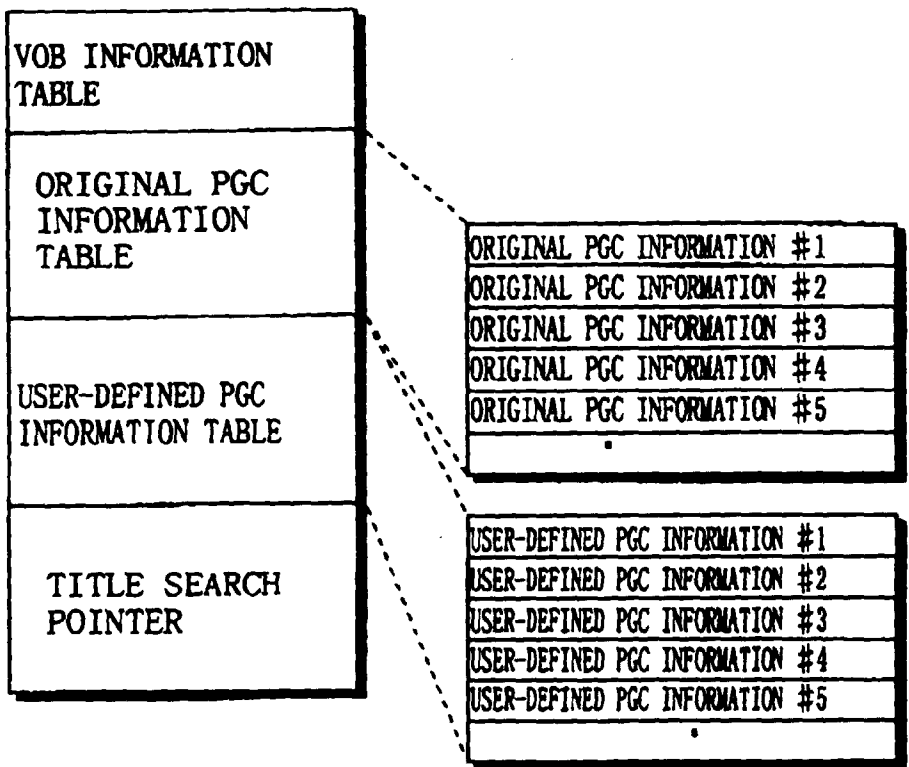 VOB INFORMATION
TABLE
ORIGINAL PGC
INFORMATION
TABLE
USER-DEFINED PGC
INFORMATION TABLE
TITLE SEARCH
POINTER
ORIGINAL PGC INFORMATION #1
ORIGINAL PGC INFORMATION #2
ORIGINAL PGC INFORMATION #3
ORIGINAL PGC INFORMATION #4
ORIGINAL PGC INFORMATION #5
USER-DEFINED PGC INFORMATION #1
USER-DEFINED PGC INFORMATION #2
USER-DEFINED PGC INFORMATION #3
USER-DEFINED PGC INFORMATION #4
USER-DEFINED PGC INFORMATION #5